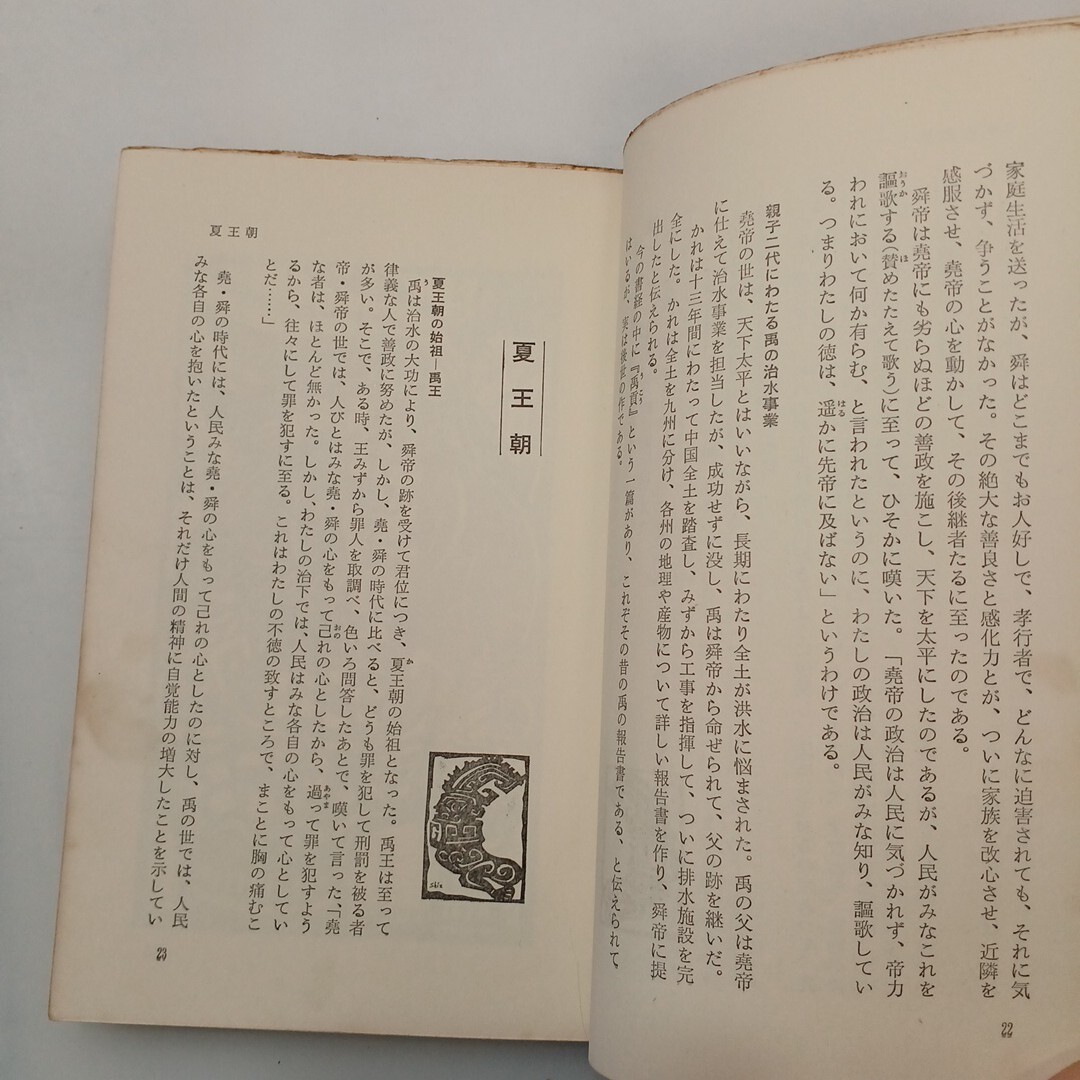 家庭生活を送ったが、舜はどこまでもお人好しで、孝行者で、どんなに迫害されても、それに気
づかず、争うことがなかった。その絶大な善良さと感化力とが、ついに家族を改心させ、近隣を
感服させ、堯帝の心を動かして、その後継者たるに至ったのである。
舜帝は堯帝にも劣らぬほどの善政を施こし、天下を太平にしたのであるが、人民がみなこれを
謳歌する(賛めたたえて歌う)に至って、ひそかに嘆いた。「堯帝の政治は人民に気づかれず、帝力
われにおいて何か有らむ、と言われたというのに、わたしの政治は人民がみな知り、謳歌してい
る。つまりわたしの徳は、遥かに先帝に及ばない」というわけである。
親子二代にわたる禹の治水事業
堯帝の世は、天下太平とはいいながら、長期にわたり全土が洪水に悩まされた。禹の父は堯帝
に仕えて治水事業を担当したが、成功せずに没し、禹は舜帝から命ぜられて、父の跡を継いだ。
かれは十三年間にわたって中国全土を踏査し、みずから工事を指揮して、ついに排水施設を完
全にした。かれは全土を九州に分け、各州の地理や産物について詳しい報告書を作り、舜帝に提
出したと伝えられる。
今の書経の中に『禹貢』という一篇があり、これぞその昔の禹の報告書である、と伝えられて
はいるが、実は後世の作である。
22
夏王朝
夏王朝
夏王朝の始祖―禹王
禹は治水の大功により、舜帝の跡を受けて君位につき、夏王朝の始祖となった。禹王は至って
律義な人で善政に努めたが、しかし、堯・舜の時代に比べると、どうも罪を犯して刑罰を被る者
が多い。そこで、ある時、王みずから罪人を取調べ、色いろ問答したあとで、嘆いて言った、「堯
帝・舜帝の世では、人びとはみな堯・舜の心をもって己れの心としたから、過って罪を犯すよう
な者は、ほとんど無かった。しかし、わたしの治下では、人民はみな各自の心をもって心としてい
るから、往々にして罪を犯すに至る。これはわたしの不徳の致すところで、まことに胸の痛むこ
とだ……」
堯・舜の時代には、人民みな堯・舜の心をもって己れの心としたのに対し、禹の世では、人民
みな各自の心を抱いたということは、それだけ人間の精神に自覚能力の増大したことを示してい
23